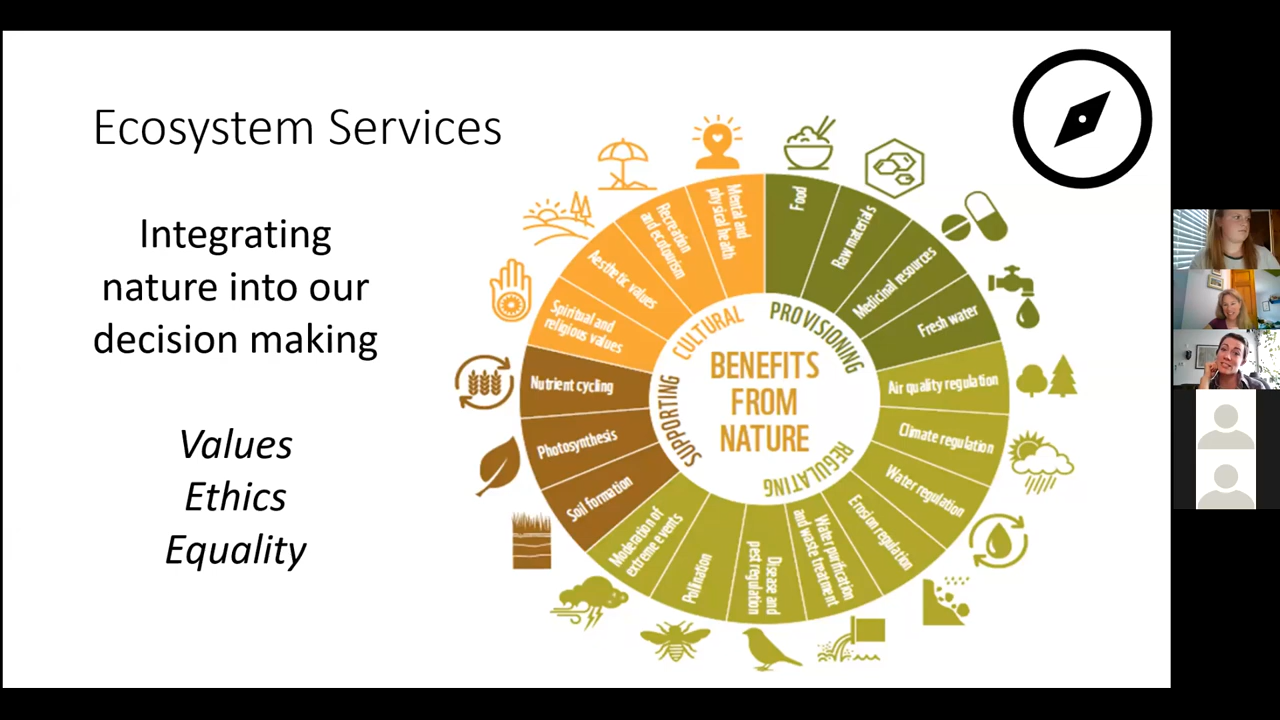 Ecosystem Services
Integrating
nature into our
decision making
Values
Ethics
Equality
BENEFITS
FROM
NATURE
PROVISIONING
Food
Raw materials
Medicinal resources
Fresh water
REGULATING
Air quality regulation
Climate regulation
Water regulation
Erosion regulation
Water purification
and waste treatment
Disease and
pest regulation
Pollination
Moderation of
extreme events
SUPPORTING
Soil formation
Photosynthesis
Nutrient cycling
CULTURAL
Spiritual and
religious values
Aesthetic values
Recreation
and ecotourism
Mental and
physical health